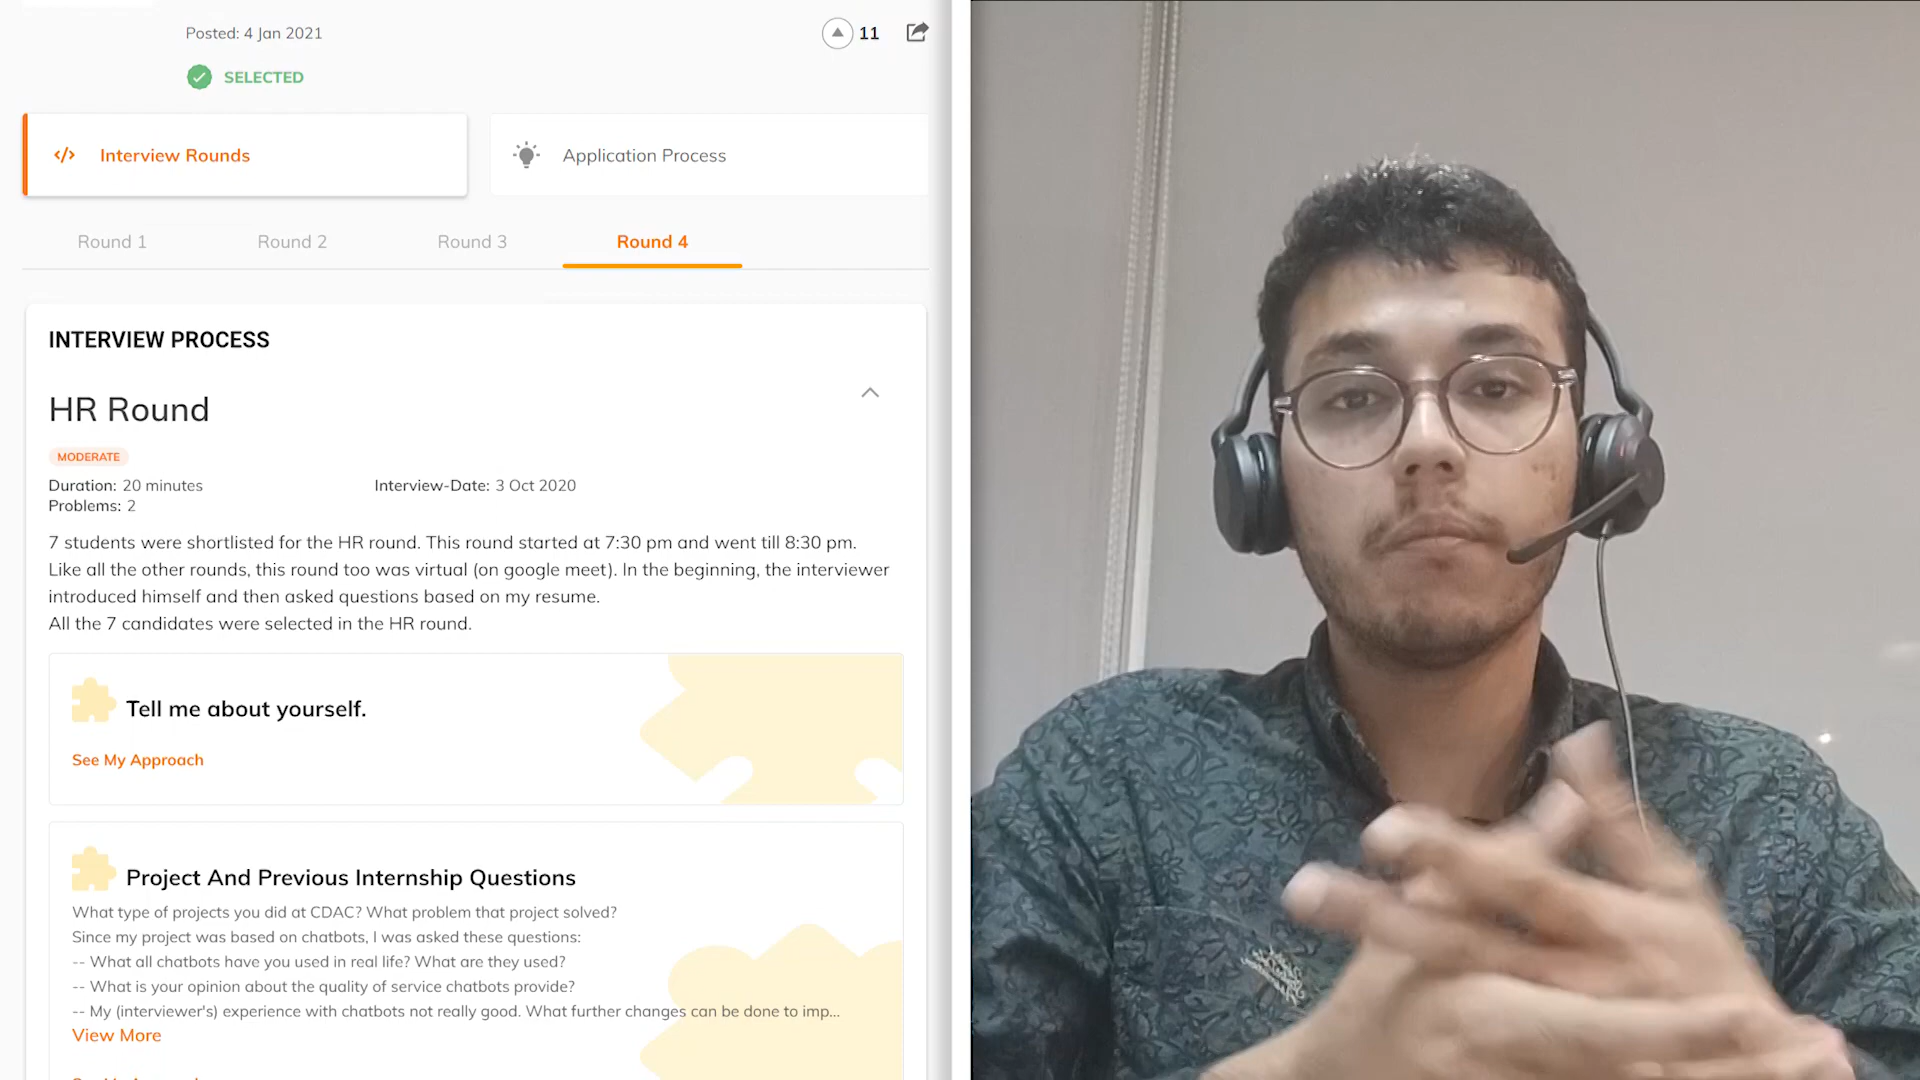 Posted: 4 Jan 2021
11
SELECTED
Interview Rounds
Application Process
Round 1
Round 2
Round 3
Round 4
INTERVIEW PROCESS
HR Round
MODERATE
Duration: 20 minutes
Interview-Date: 3 Oct 2020
Problems: 2
7 students were shortlisted for the HR round. This round started at 7:30 pm and went till 8:30 pm.
Like all the other rounds, this round too was virtual (on google meet). In the beginning, the interviewer
introduced himself and then asked questions based on my resume.
All the 7 candidates were selected in the HR round.
Tell me about yourself.
See My Approach
Project And Previous Internship Questions
What type of projects you did at CDAC? What problem that project solved?
Since my project was based on chatbots, I was asked these questions:
-- What all chatbots have you used in real life? What are they used?
-- What is your opinion about the quality of service chatbots provide?
-- My (interviewer's) experience with chatbots not really good. What further changes can be done to imp...
View More